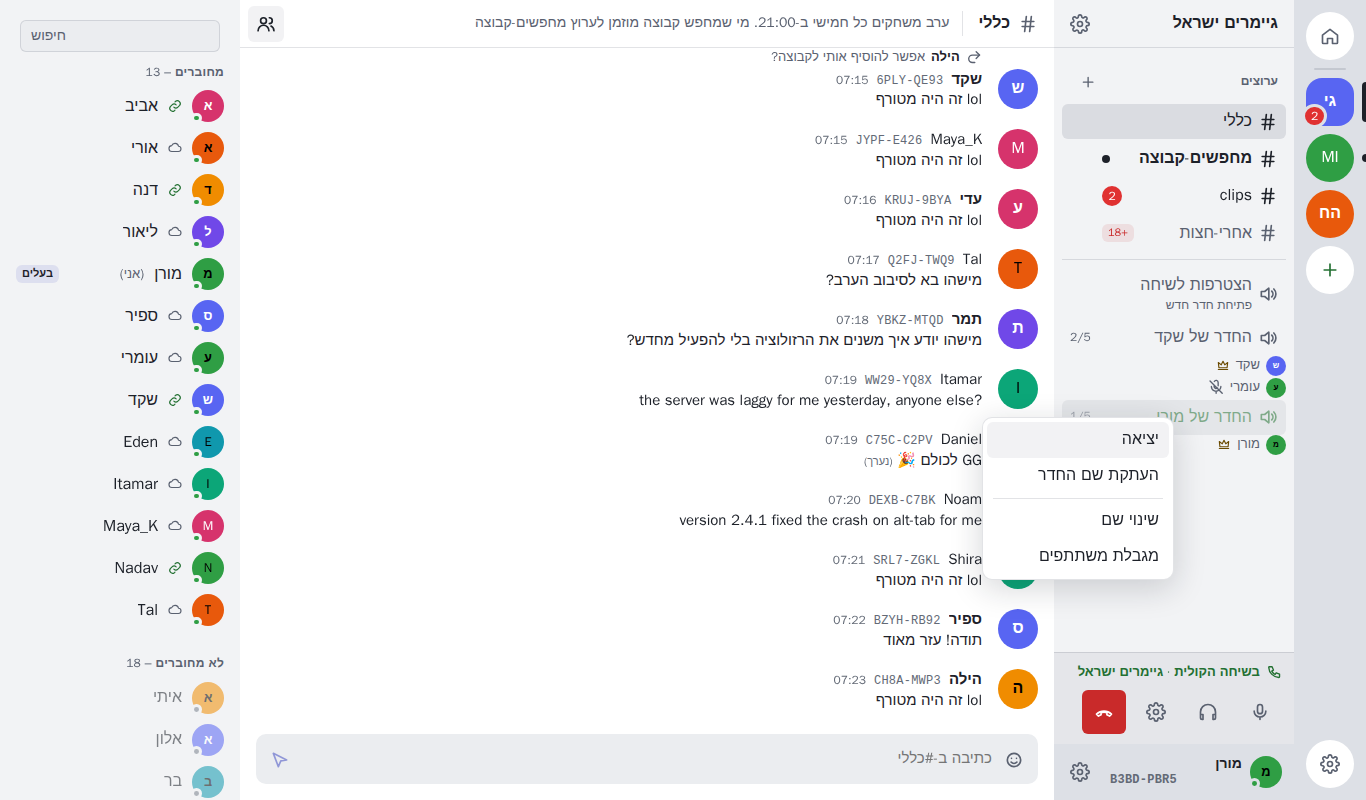 גי
2
MI
הח
גיימרים ישראל
ערוצים
כללי
מחפשים-קבוצה
clips
2
אחרי-חצות
18+
הצטרפות לשיחה
פתיחת חדר חדש
החדר של שקד
2/5
ש שקד
ע עומרי
החדר של מורן
1/5
מ מורן
יציאה
העתקת שם החדר
שינוי שם
מגבלת משתתפים
בשיחה הקולית · גיימרים ישראל
מ
מורן
B3BD-PBR5
כללי
ערב משחקים כל חמישי ב-21:00. מי שמחפש קבוצה מוזמן לערוץ מחפשים-קבוצה
הילה אפשר להוסיף אותי לקבוצה?
ש
שקד 6PLY-QE93 07:15
lol זה היה מטורף
M
Maya_K JYPF-E426 07:15
lol זה היה מטורף
ע
עדי KRUJ-9BYA 07:16
lol זה היה מטורף
T
Tal Q2FJ-TWQ9 07:17
מישהו בא לסיבוב הערב?
ת
תמר YBKZ-MTQD 07:18
מישהו יודע איך משנים את הרזולוציה בלי להפעיל מחדש?
I
Itamar WW29-YQ8X 07:19
the server was laggy for me yesterday, anyone else?
Daniel C75C-C2PV 07:19
GG לכולם 🎉 (נערך)
Noam DEXB-C7BK 07:20
version 2.4.1 fixed the crash on alt-tab for me
Shira SRL7-ZGKL 07:21
lol זה היה מטורף
ס
ספיר BZYH-RB92 07:22
תודה! עזר מאוד
ה
הילה CH8A-MWP3 07:23
lol זה היה מטורף
כתיבה ב-#כללי
חיפוש
מחוברים – 13
א אביב
א אורי
ד דנה
ל ליאור
מ מורן (אני) בעלים
ס ספיר
ע עומרי
ש שקד
E Eden
I Itamar
M Maya_K
N Nadav
T Tal
לא מחוברים – 18
א איתי
א אלון
ב בר